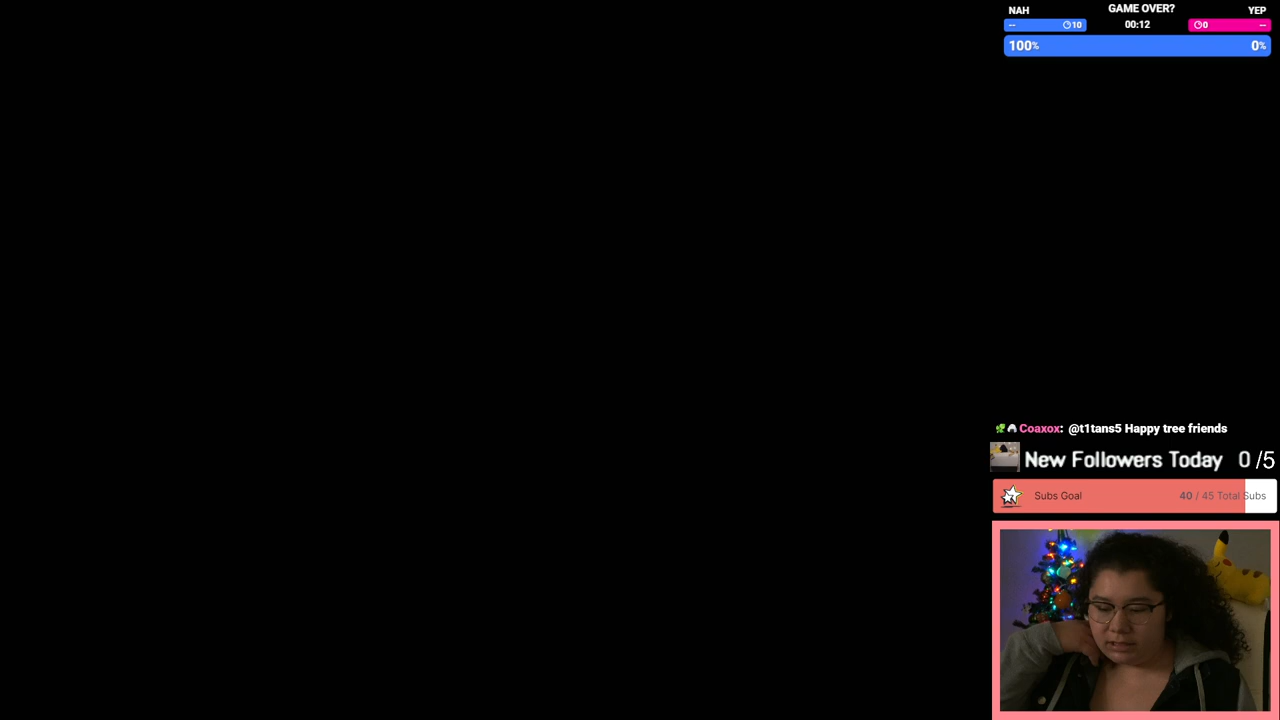 NAH GAME OVER? YEP
-- 10 00:12 0 --
100% 0%
Coaxox: @t1tans5 Happy tree friends
New Followers Today 0 /5
Subs Goal 40 / 45 Total Subs